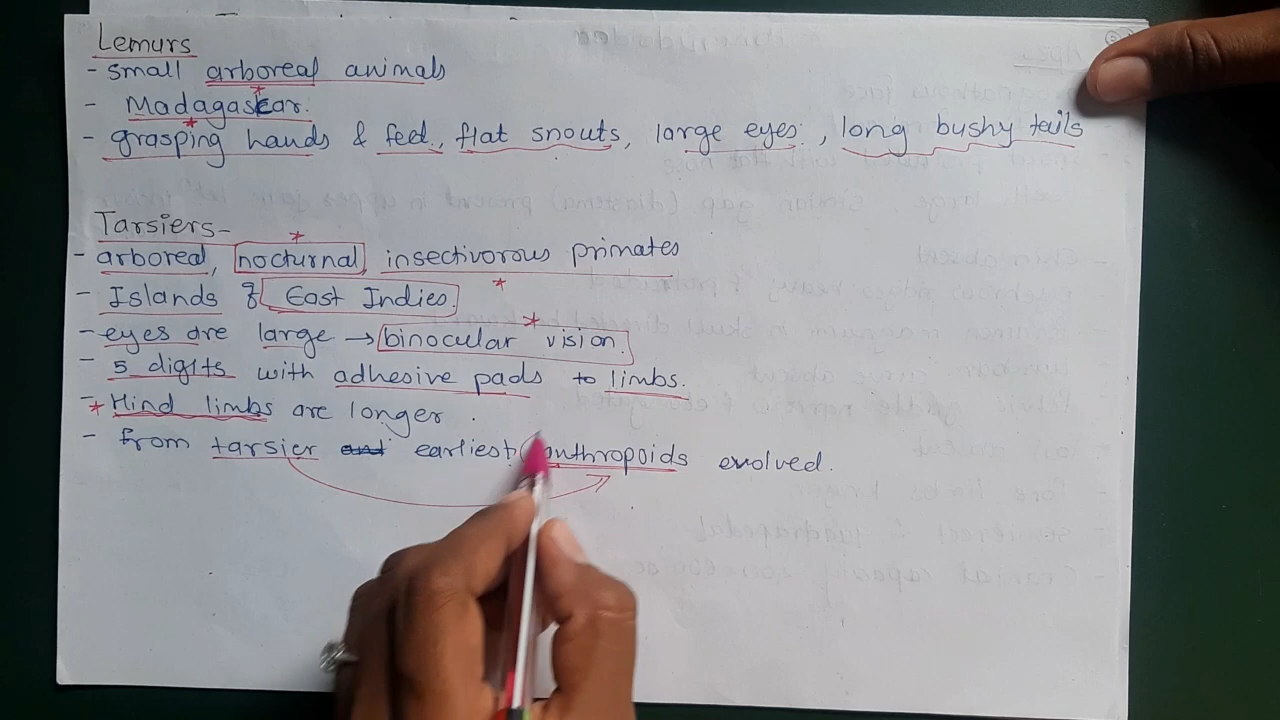 Lemurs
- small arboreal animals
- Madagascar.
- grasping hands & feet, flat snouts, large eyes, long bushy tails
Tarsiers-
- arboreal, nocturnal, insectivorous primates
- Islands of East Indies.
- eyes are large → binocular vision.
- 5 digits with adhesive pads to limbs.
- Hind limbs are longer.
- from tarsier earliest anthropoids evolved.